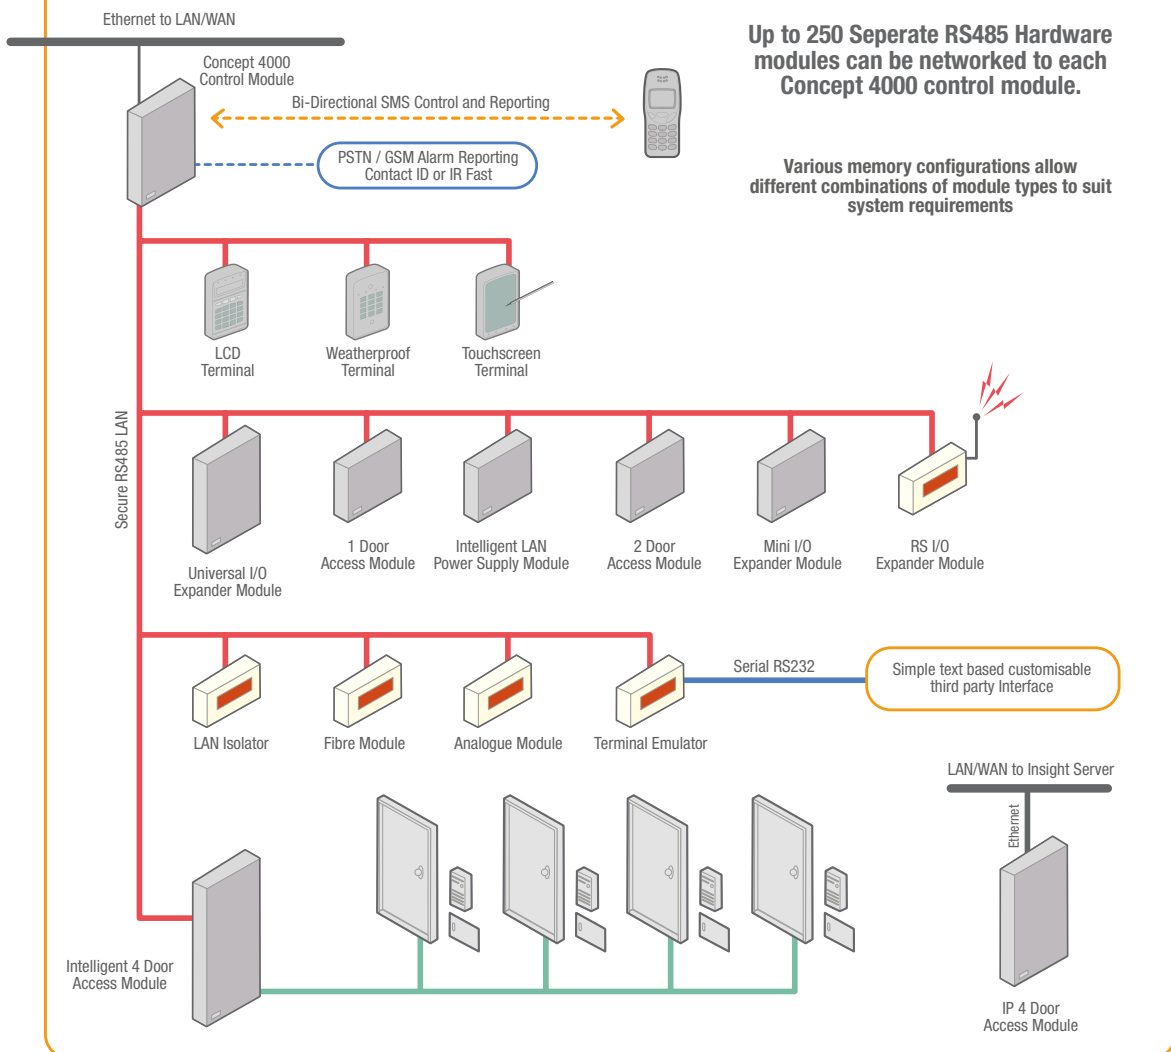 Ethernet to LAN/WAN
Up to 250 Seperate RS485 Hardware
modules can be networked to each
Concept 4000 control module.
Concept 4000
Control Module
Bi-Directional SMS Control and Reporting
PSTN / GSM Alarm Reporting
Contact ID or IR Fast
Various memory configurations allow
different combinations of module types to suit
system requirements
LCD
Terminal
Weatherproof
Terminal
Touchscreen
Terminal
Secure RS485 LAN
Universal I/O
Expander Module
1 Door
Access Module
Intelligent LAN
Power Supply Module
2 Door
Access Module
Mini I/O
Expander Module
RS I/O
Expander Module
Serial RS232
Simple text based customisable
third party Interface
LAN Isolator
Fibre Module
Analogue Module
Terminal Emulator
LAN/WAN to Insight Server
Ethernet
Intelligent 4 Door
Access Module
IP 4 Door
Access Module